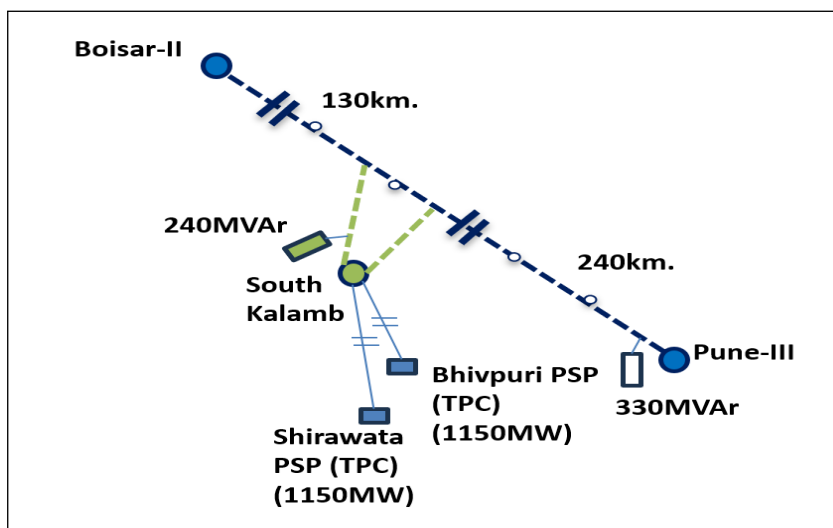 Boisar-II
130km.
240MVAr
South
Kalamb
240km.
Pune-III
Bhivpuri PSP
(TPC)
(1150MW)
330MVAr
Shirawata
PSP (TPC)
(1150MW)